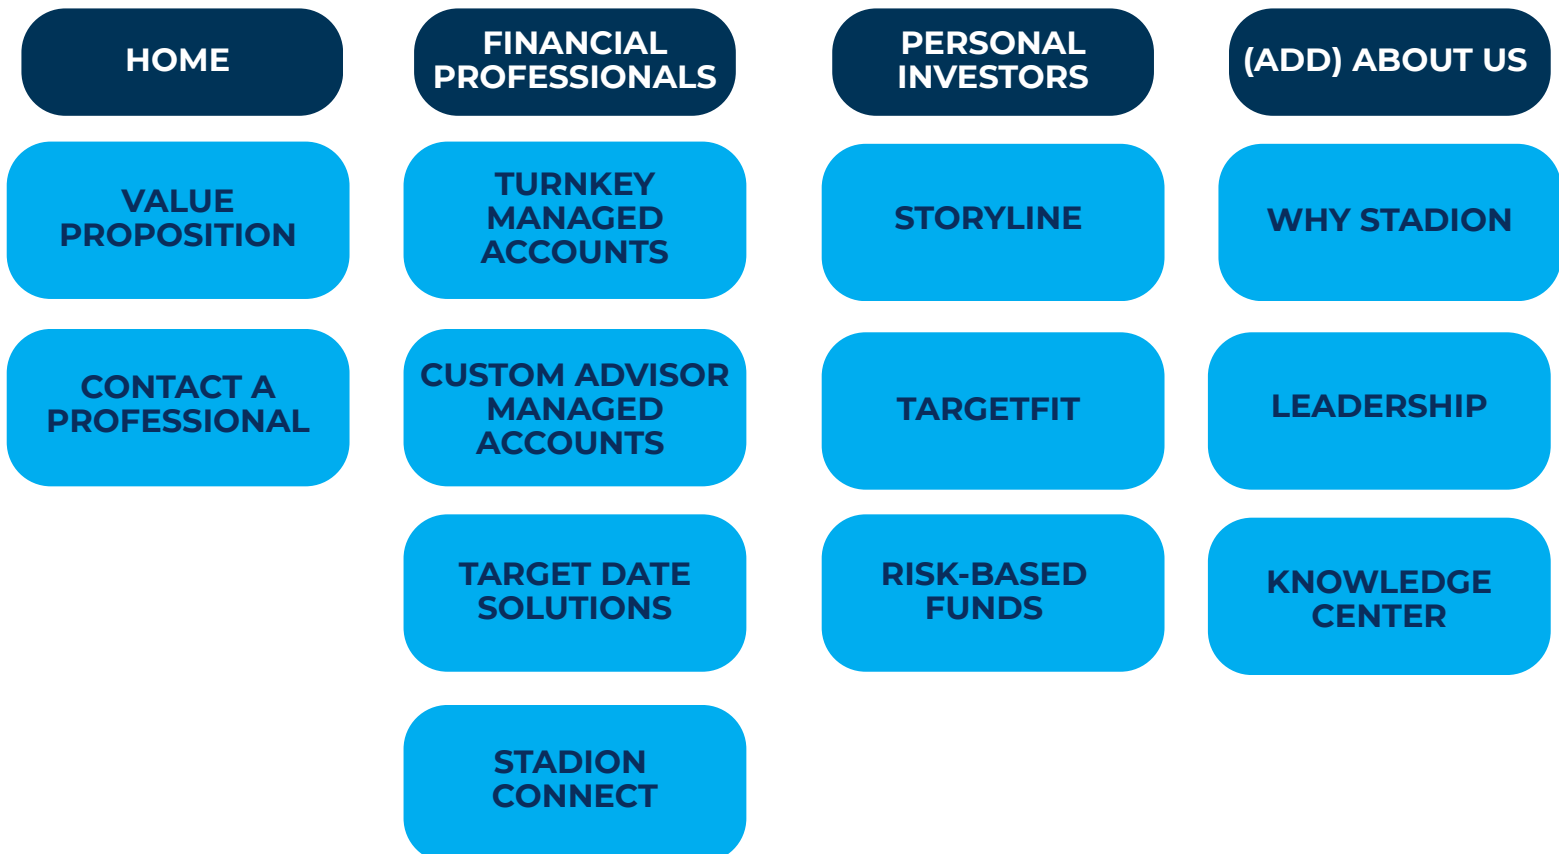 HOME
VALUE
PROPOSITION
CONTACT A
PROFESSIONAL
FINANCIAL
PROFESSIONALS
TURNKEY
MANAGED
ACCOUNTS
CUSTOM ADVISOR
MANAGED
ACCOUNTS
TARGET DATE
SOLUTIONS
STADION
CONNECT
PERSONAL
INVESTORS
STORYLINE
TARGETFIT
RISK-BASED
FUNDS
(ADD) ABOUT US
WHY STADION
LEADERSHIP
KNOWLEDGE
CENTER